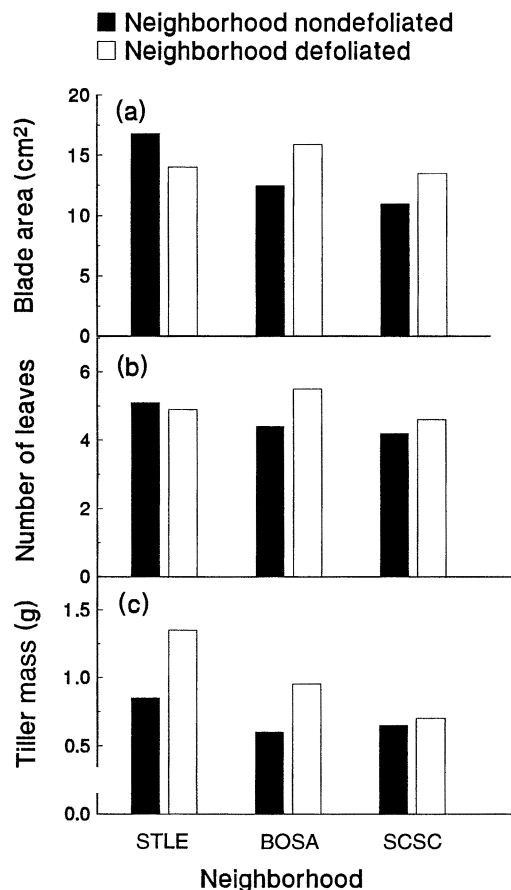 Neighborhood nondefoliated
Neighborhood defoliated
(a)
Blade area (cm²)
20
15
10
5
0
(b)
Number of leaves
6
4
2
0
(c)
Tiller mass (g)
1.5
1.0
0.5
0.0
STLE BOSA SCSC
Neighborhood